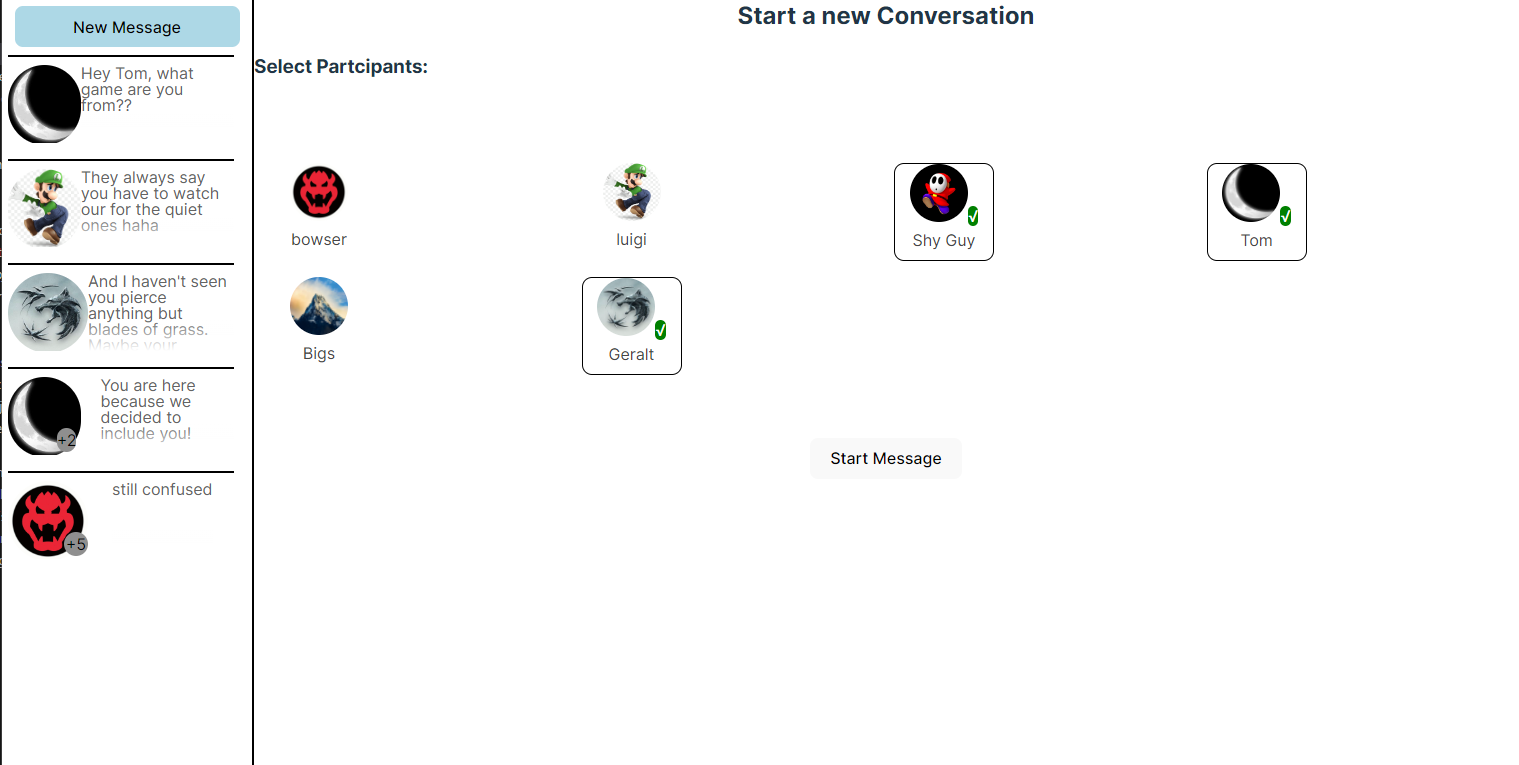 New Message
Hey Tom, what
game are you
from??
They always say
you have to watch
our for the quiet
ones haha
And I haven't seen
you pierce
anything but
blades of grass.
Maybe your
You are here
because we
decided to
include you!
+2
still confused
+5
Start a new Conversation
Select Partcipants:
bowser
luigi
✓
Shy Guy
✓
Tom
Bigs
✓
Geralt
Start Message